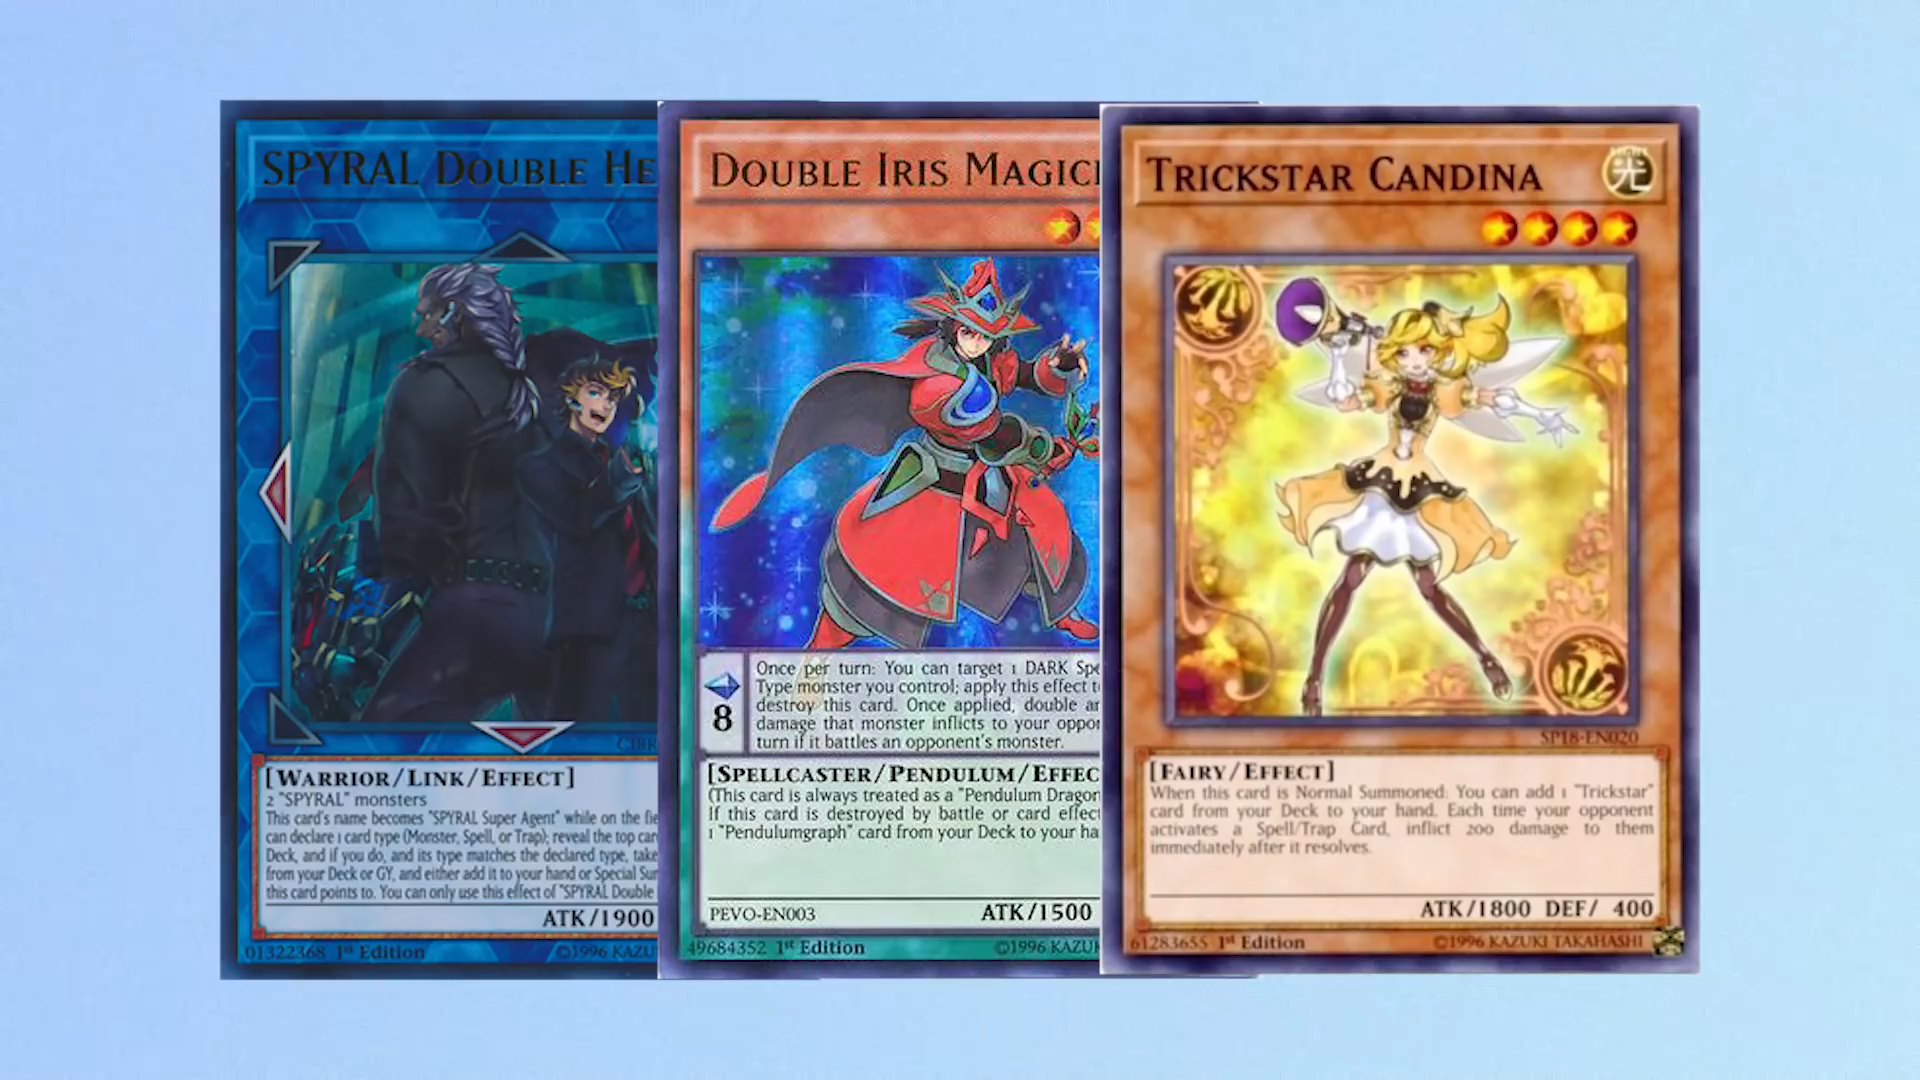 SPYRAL DOUBLE HE
[WARRIOR/LINK/EFFECT]
2 "SPYRAL" monsters
This card's name becomes "SPYRAL Super Agent" while on the fie
can declare 1 card type (Monster, Spell, or Trap); reveal the top car
Deck, and if you do, and its type matches the declared type, take
from your Deck or GY, and either add it to your hand or Special Sum
this card points to. You can only use this effect of "SPYRAL Double
ATK/1900
01322368 1st Edition ©1996 KAZU
DOUBLE IRIS MAGICI
8
Once per turn: You can target 1 DARK Spe
Type monster you control; apply this effect t
destroy this card. Once applied, double an
damage that monster inflicts to your oppo
turn if it battles an opponent's monster.
[SPELLCASTER/PENDULUM/EFFEC
(This card is always treated as a "Pendulum Dragon
If this card is destroyed by battle or card effect
1 "Pendulumgraph" card from your Deck to your ha
PEVO-EN003 ATK/1500
49684352 1st Edition ©1996 KAZUK
TRICKSTAR CANDINA
光
SP18-EN020
[FAIRY/EFFECT]
When this card is Normal Summoned: You can add 1 "Trickstar"
card from your Deck to your hand. Each time your opponent
activates a Spell/Trap Card, inflict 200 damage to them
immediately after it resolves.
ATK/1800 DEF/ 400
61283655 1st Edition ©1996 KAZUKI TAKAHASHI